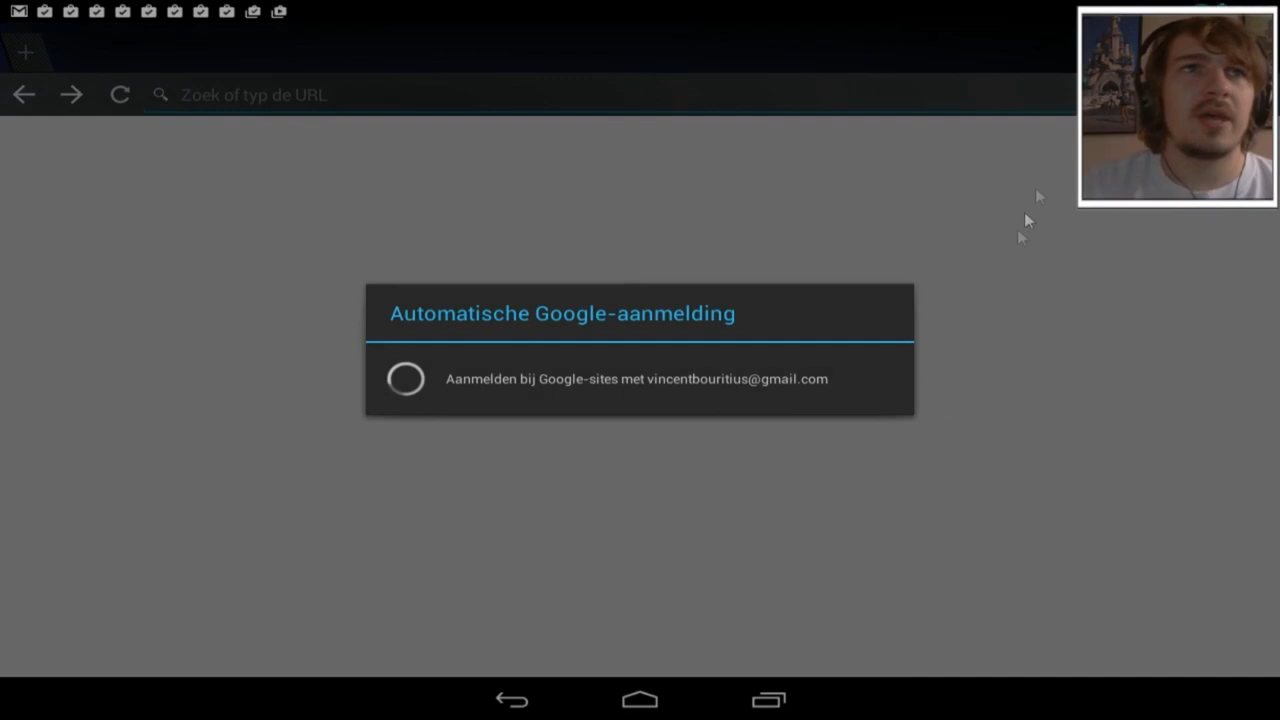 Zoek of typ de URL
Automatische Google-aanmelding
Aanmelden bij Google-sites met vincentbouritius@gmail.com